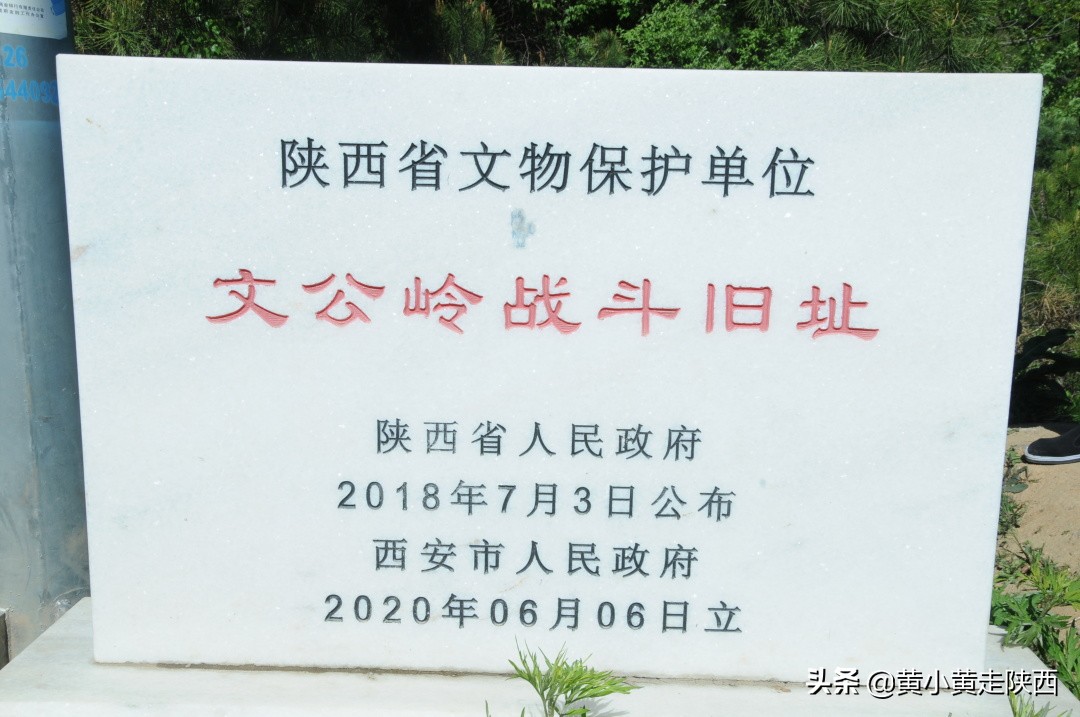 26
陕西省文物保护单位
文公岭战斗旧址
陕西省人民政府
2018年7月3日公布
西安市人民政府
2020年06月06日立
头条 @黄小黄走陕西